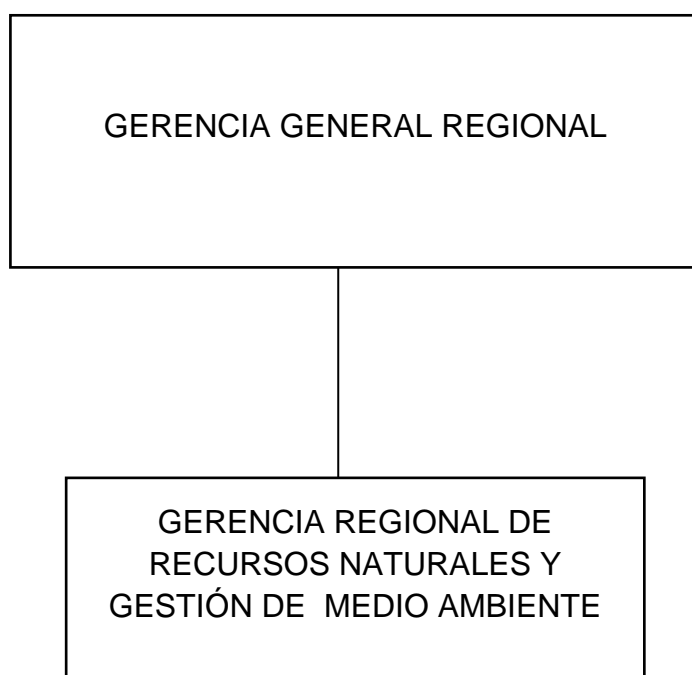 GERENCIA GENERAL REGIONAL
GERENCIA REGIONAL DE
RECURSOS NATURALES Y
GESTIÓN DE MEDIO AMBIENTE